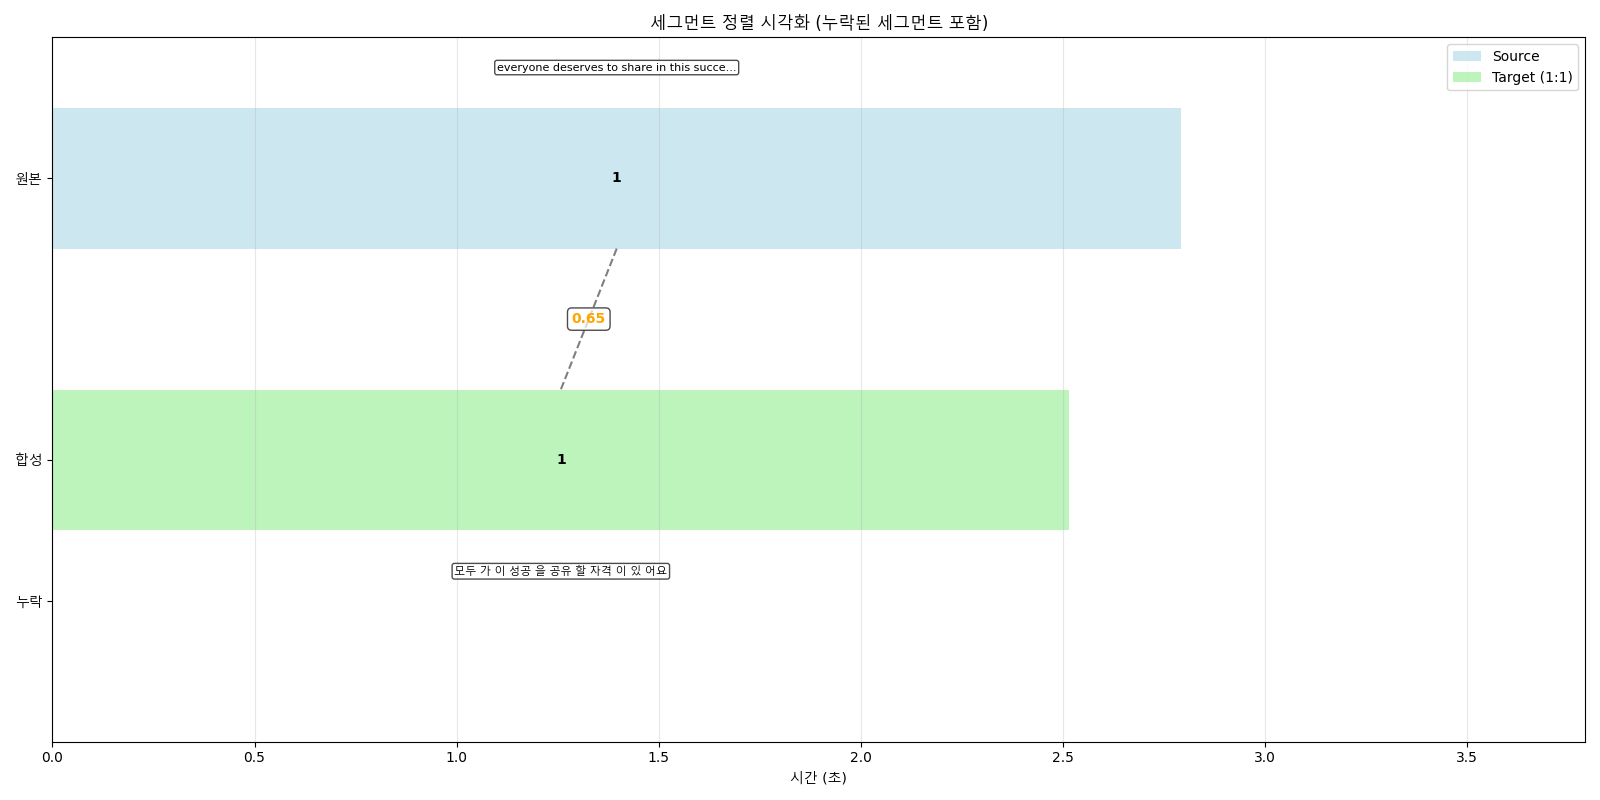 세그먼트 정렬 시각화 (누락된 세그먼트 포함)
everyone deserves to share in this succe...
Source
Target (1:1)
원본
1
0.65
합성
1
모두 가 이 성공 을 공유 할 자격 이 있 어요
누락
0.0 0.5 1.0 1.5 2.0 2.5 3.0 3.5
시간 (초)